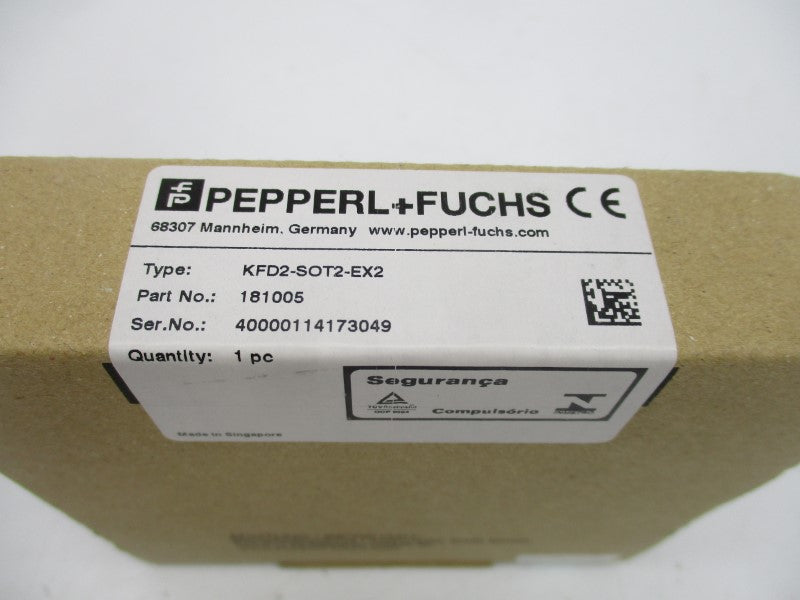 PEPPERL+FUCHS CE
68307 Mannheim, Germany www.pepperl-fuchs.com
Type: KFD2-SOT2-EX2
Part No.: 181005
Ser.No.: 40000114173049
Quantity: 1 pc
Segurança
Compulsório
Made in Singapore